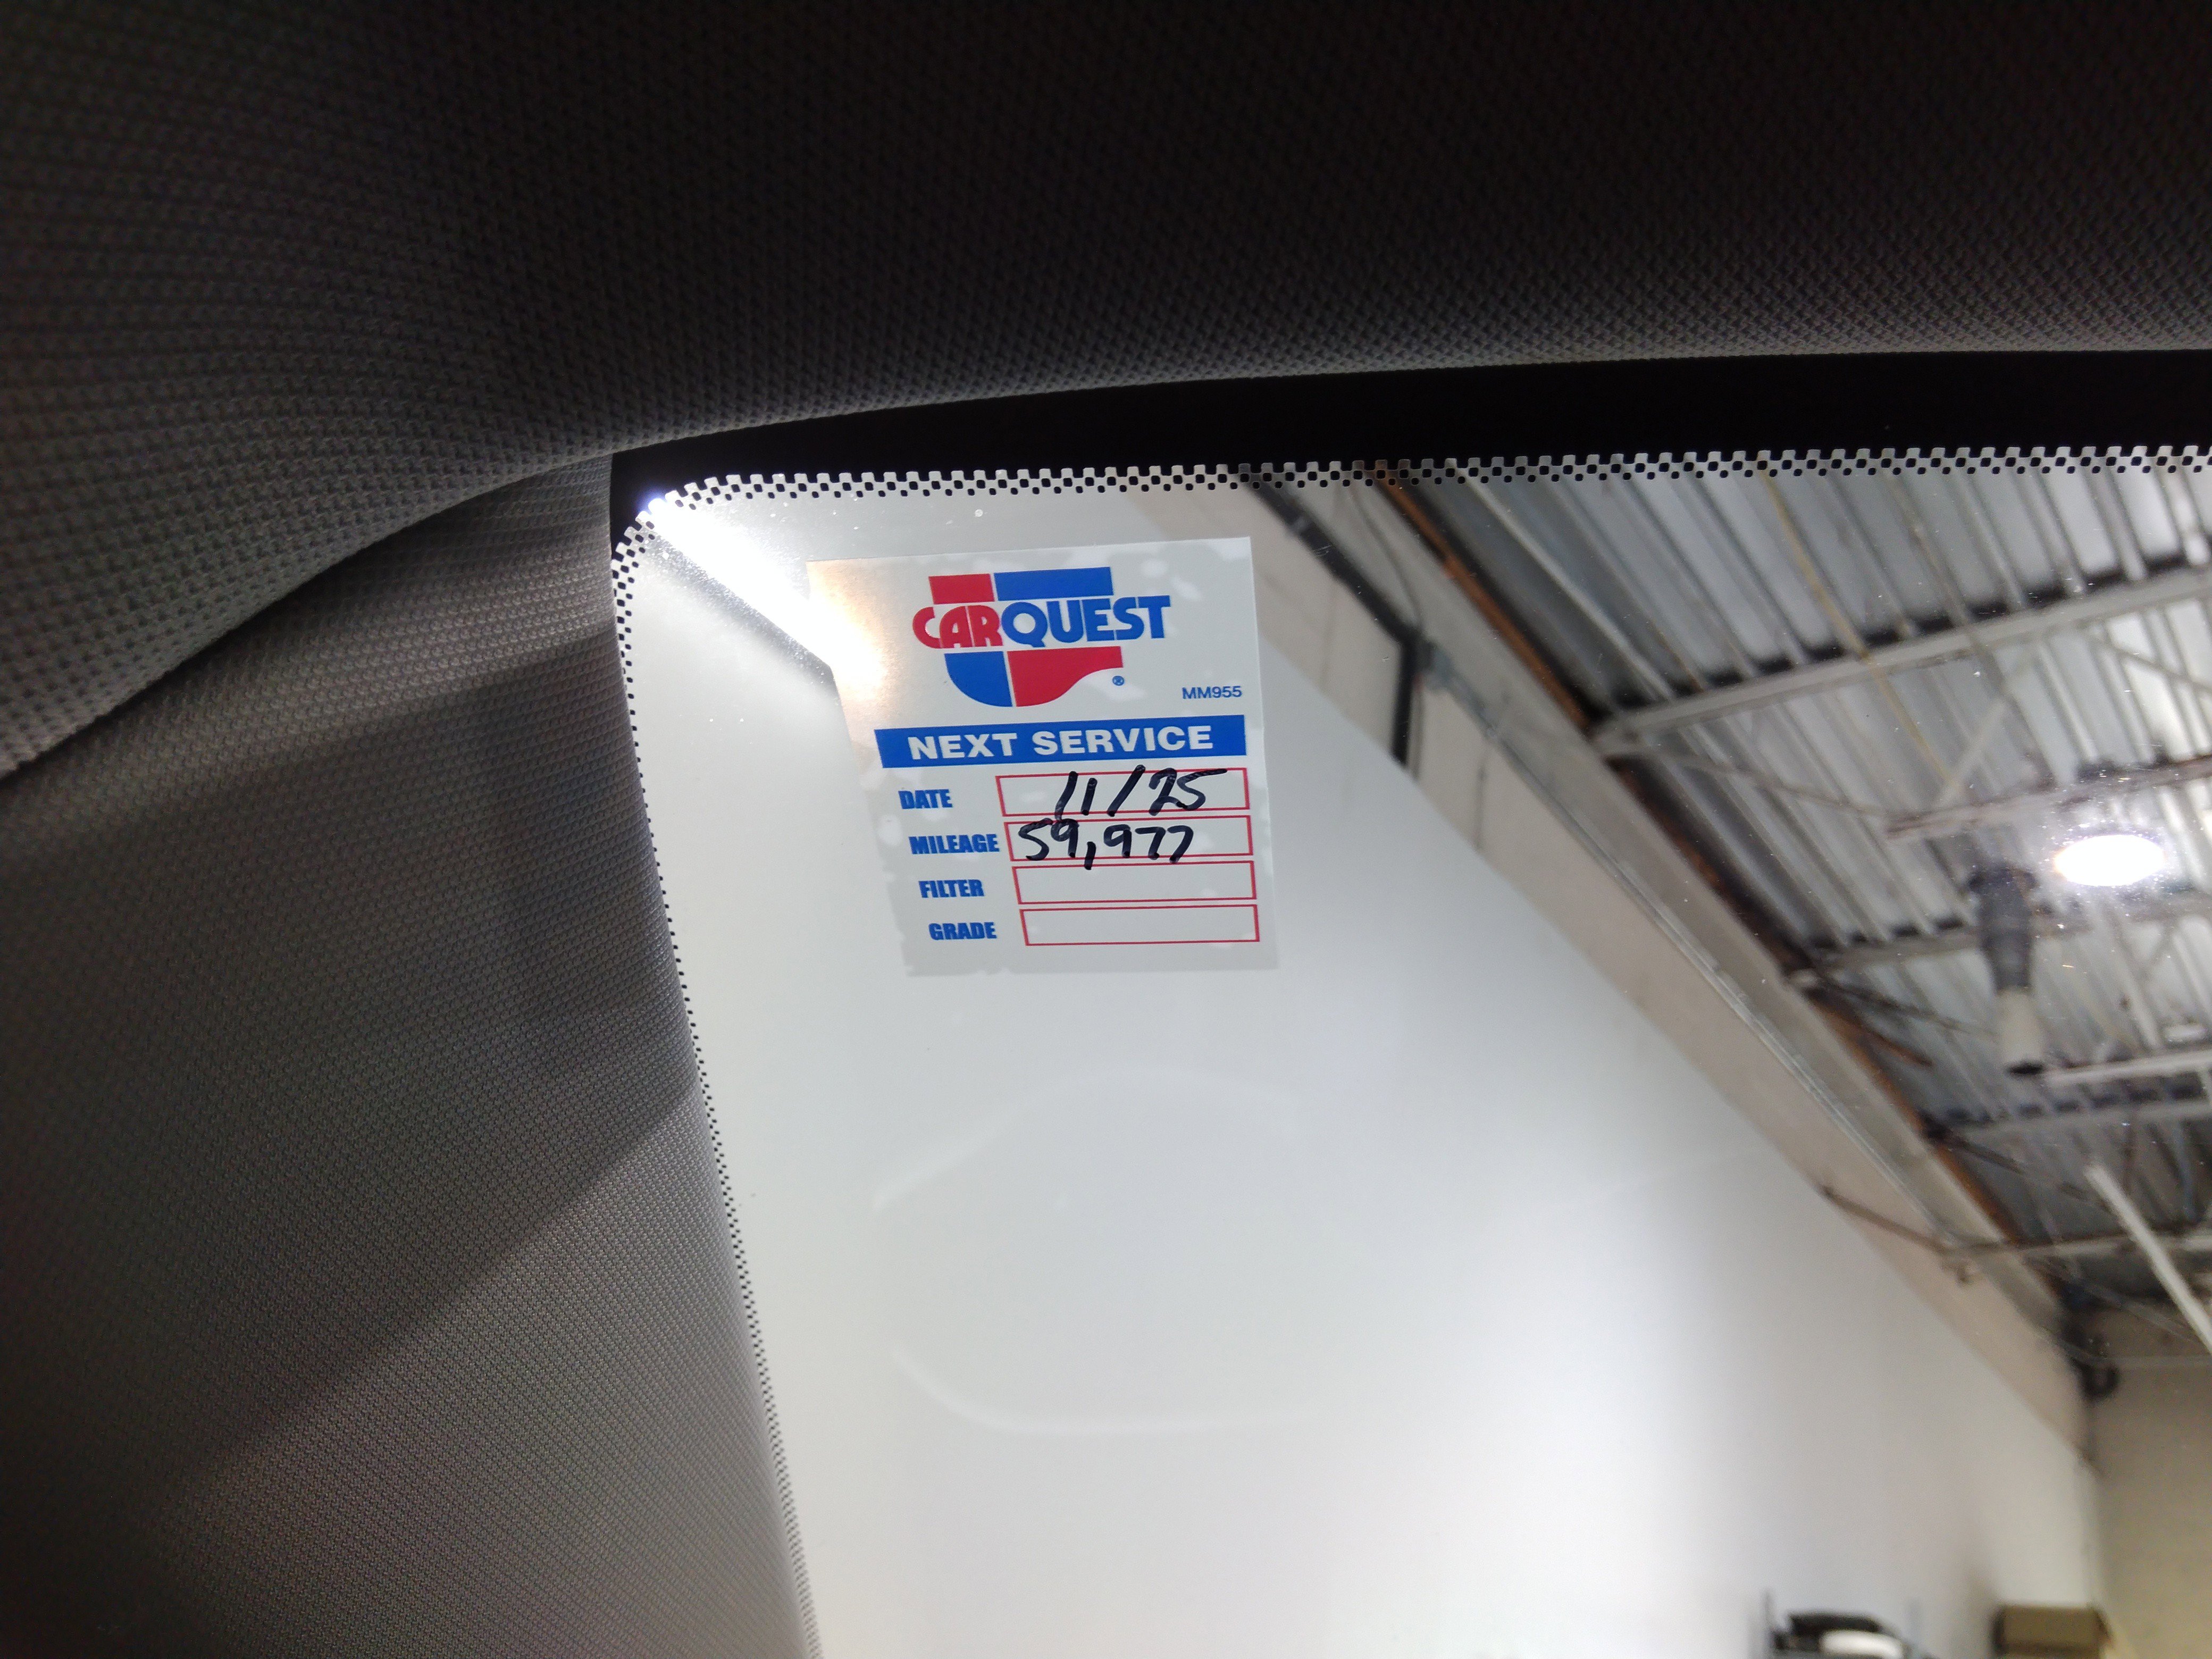 CARQUEST
®
MM955
NEXT SERVICE
DATE 11/25
MILEAGE 59,977
FILTER
GRADE